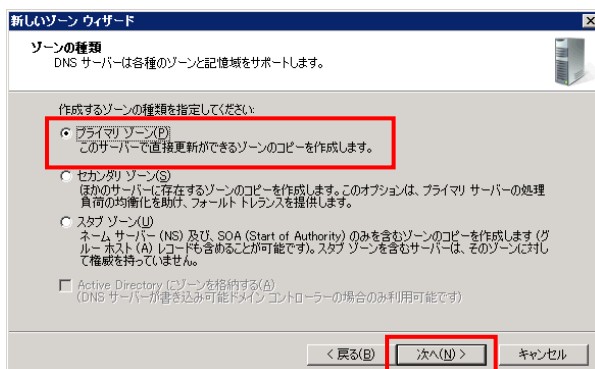 新しいゾーン ウィザード
ゾーンの種類
DNS サーバーは各種のゾーンと記憶域をサポートします。
作成するゾーンの種類を指定してください:
プライマリ ゾーン(P)
このサーバーで直接更新ができるゾーンのコピーを作成します。
セカンダリ ゾーン(S)
ほかのサーバーに存在するゾーンのコピーを作成します。このオプションは、プライマリ サーバーの処理
負荷の均衡化を助け、フォールト トレランスを提供します。
スタブ ゾーン(U)
ネーム サーバー (NS) 及び、SOA (Start of Authority) のみを含むゾーンのコピーを作成します (グ
ルー ホスト (A) レコードも含めることが可能です)。スタブ ゾーンを含むサーバーは、そのゾーンに対し
て権威を持っていません。
Active Directory にゾーンを格納する(A)
(DNS サーバーが書き込み可能ドメイン コントローラーの場合のみ利用可能です)
< 戻る(B) 次へ(N) > キャンセル